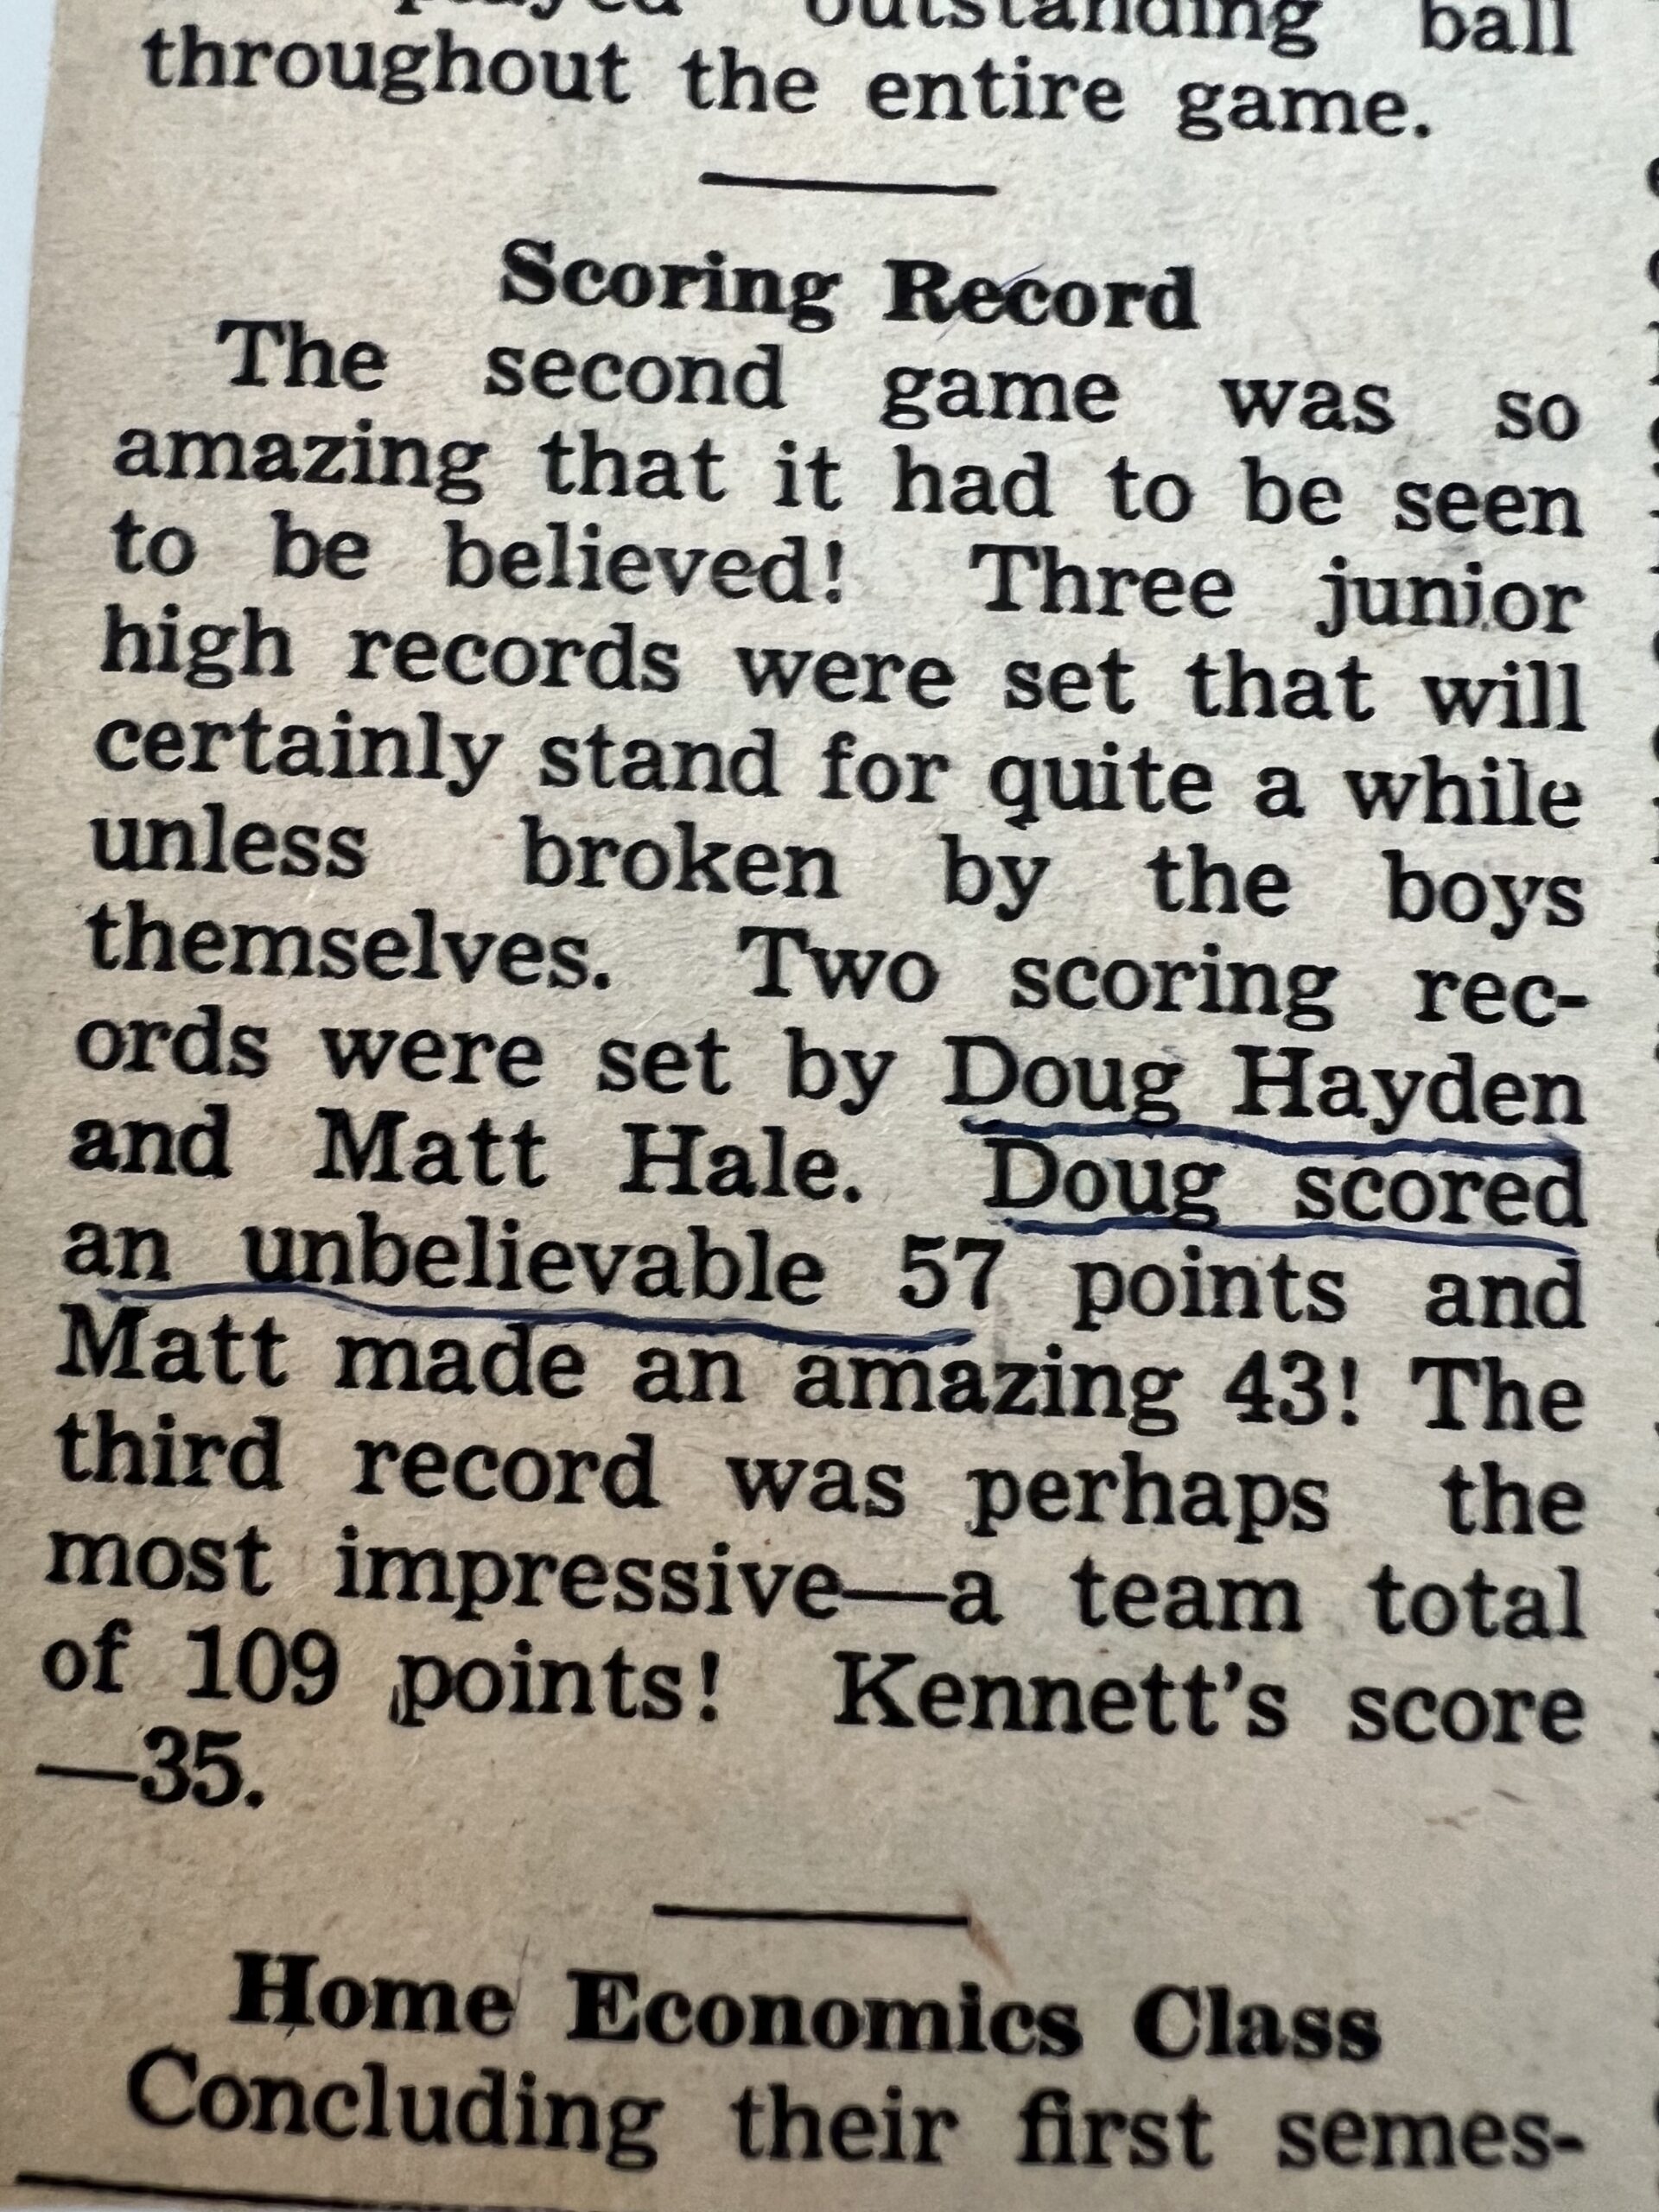 played outstanding ball
throughout the entire game.
Scoring Record
The second game was so
amazing that it had to be seen
to be believed! Three junior
high records were set that will
certainly stand for quite a while
unless broken by the boys
themselves. Two scoring rec-
ords were set by Doug Hayden
and Matt Hale. Doug scored
an unbelievable 57 points and
Matt made an amazing 43! The
third record was perhaps the
most impressive—a team total
of 109 points! Kennett's score
—35.
Home Economics Class
Concluding their first semes-